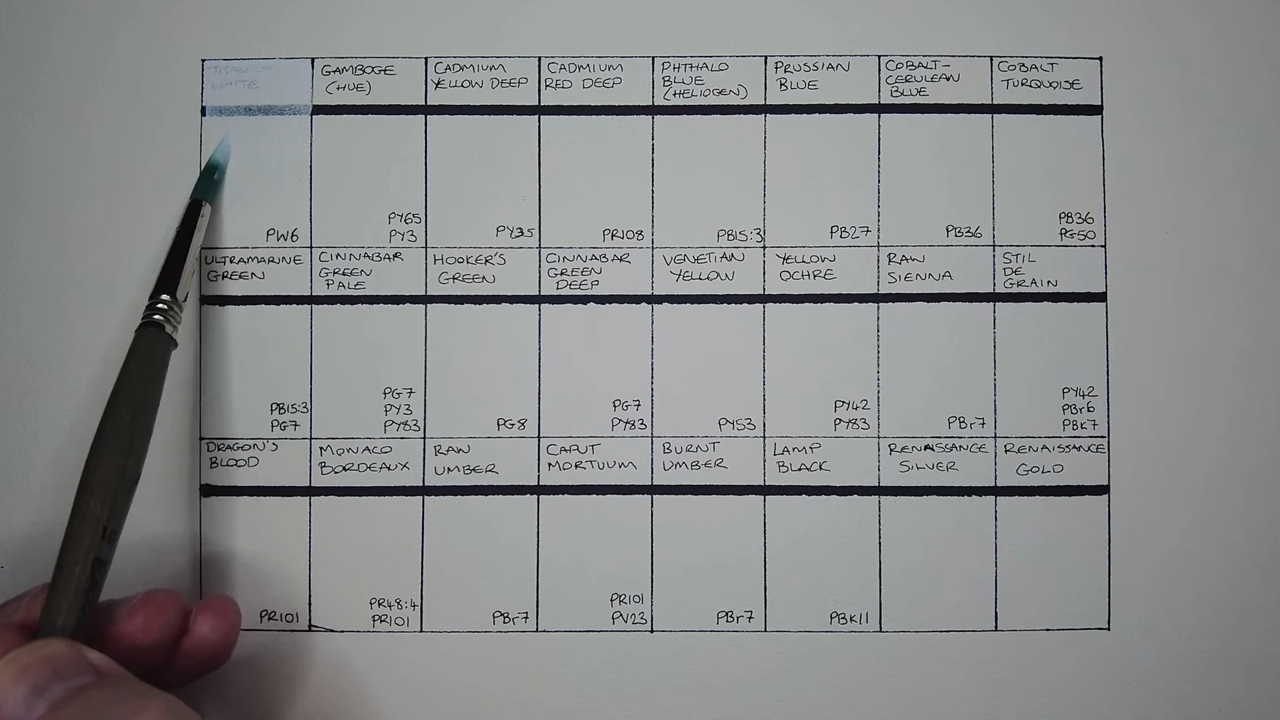 TITANIUM
WHITE
PW6
GAMBOGE
(HUE)
PY65
PY3
CADMIUM
YELLOW DEEP
PY35
CADMIUM
RED DEEP
PR108
PHTHALO
BLUE
(HELIOGEN)
PB15:3
PRUSSIAN
BLUE
PB27
COBALT-
CERULEAN
BLUE
PB36
COBALT
TURQUOISE
PB36
PG50
ULTRAMARINE
GREEN
PB15:3
PG7
CINNABAR
GREEN
PALE
PG7
PY3
PY83
HOOKER'S
GREEN
PG8
CINNABAR
GREEN
DEEP
PG7
PY83
VENETIAN
YELLOW
PY53
YELLOW
OCHRE
PY42
PY83
RAW
SIENNA
PBr7
STIL
DE
GRAIN
PY42
PBr6
PBK7
DRAGON'S
BLOOD
PR101
MONACO
BORDEAUX
PR48:4
PR101
RAW
UMBER
PBr7
CAPUT
MORTUUM
PR101
PV23
BURNT
UMBER
PBr7
LAMP
BLACK
PBK11
RENAISSANCE
SILVER
RENAISSANCE
GOLD
10